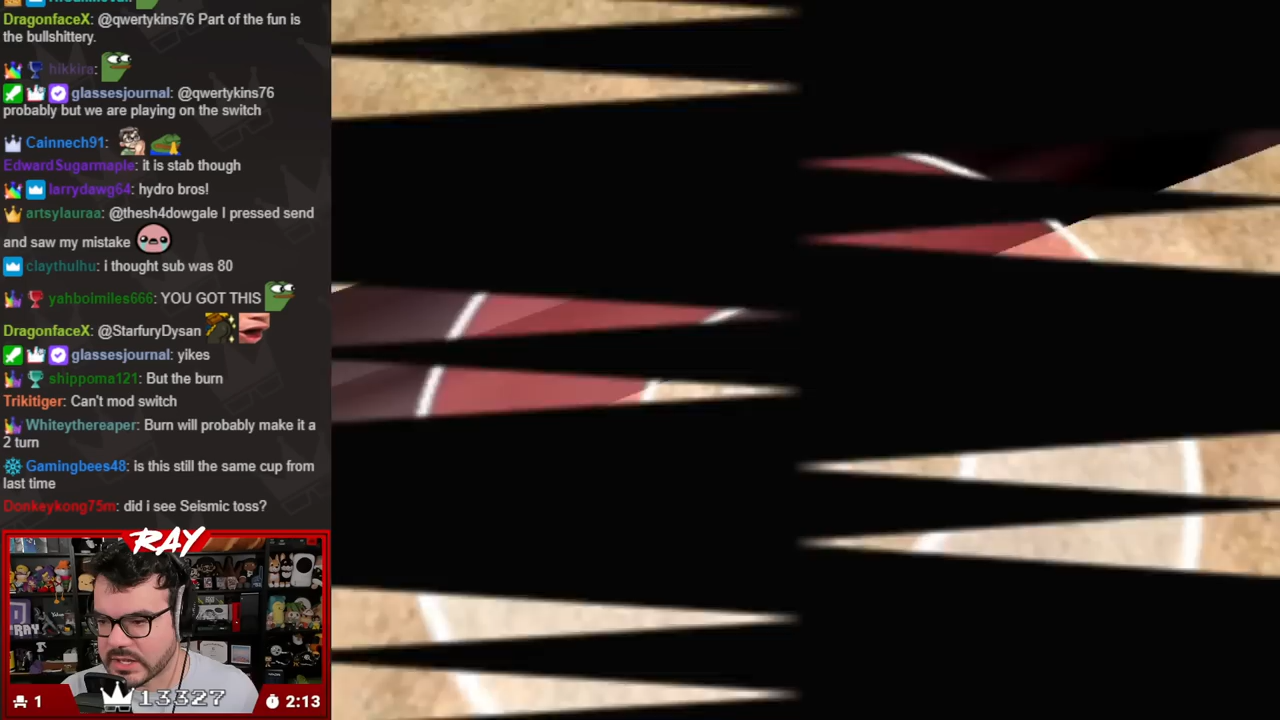 DragonfaceX: @qwertykins76 Part of the fun is
the bullshittery.
hikkira:
glassesjournal: @qwertykins76
probably but we are playing on the switch
Cainnech91:
EdwardSugarmaple: it is stab though
larrydawg64: hydro bros!
artsylauraa: @thesh4dowgale I pressed send
and saw my mistake
claythulhu: i thought sub was 80
yahboimiles666: YOU GOT THIS
DragonfaceX: @StarfuryDysan
glassesjournal: yikes
shippoma121: But the burn
Trikitiger: Can't mod switch
Whiteythereaper: Burn will probably make it a
2 turn
Gamingbees48: is this still the same cup from
last time
Donkeykong75m: did i see Seismic toss?
RAY
1
13327
2:13